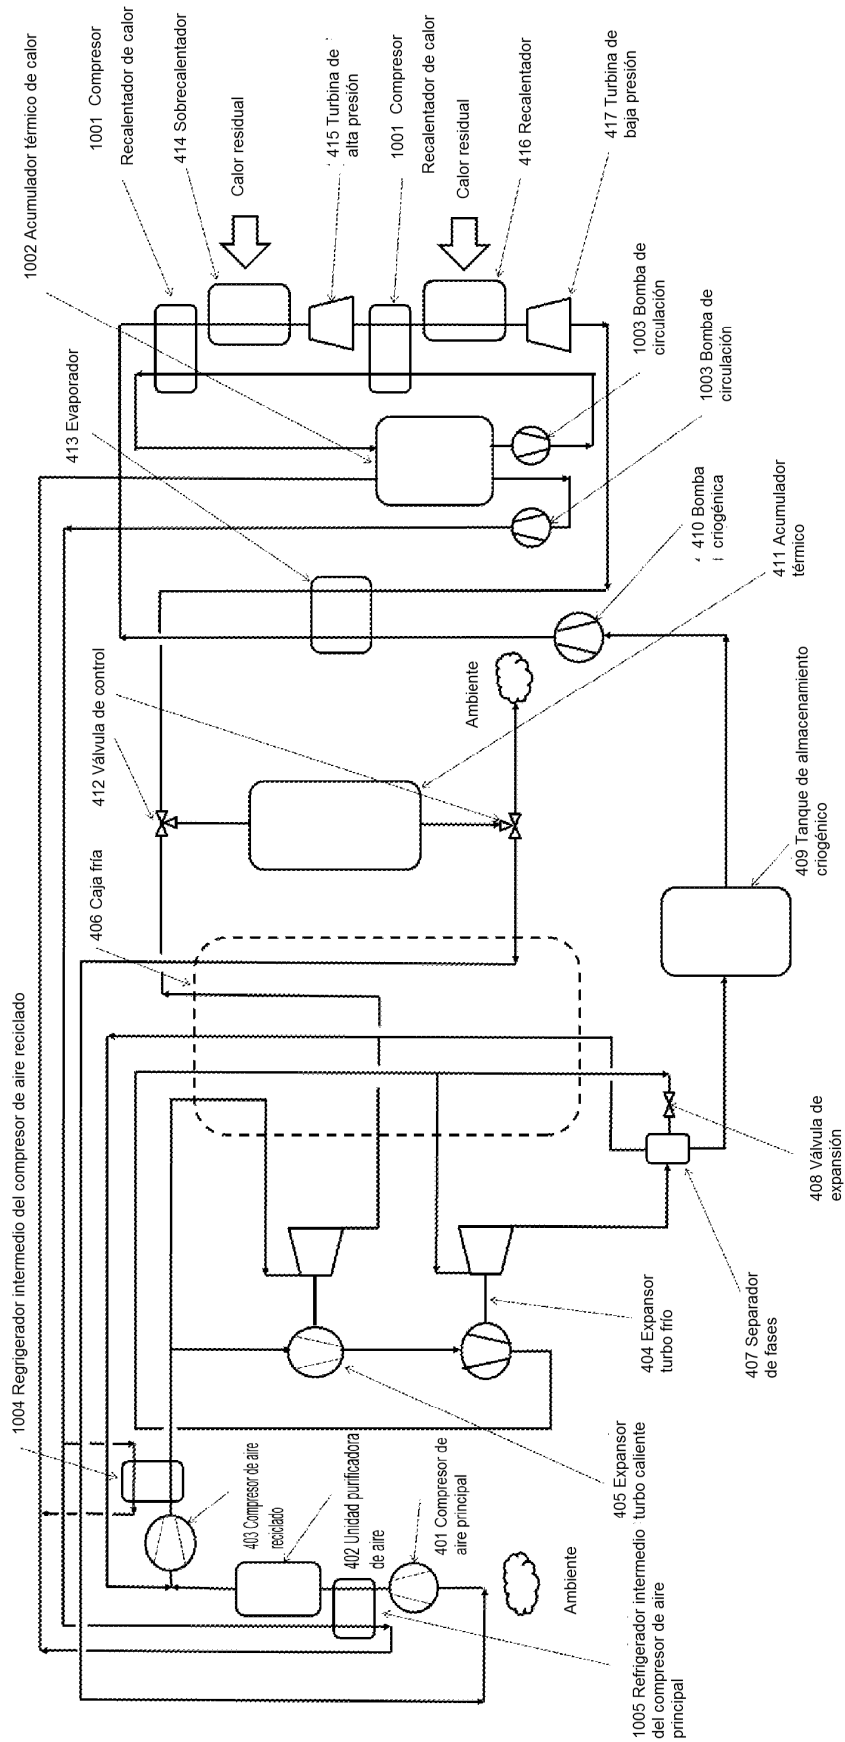 1002 Acumulador térmico de calor
1001 Compresor
Recalentador de calor
414 Sobrecalentador
Calor residual
415 Turbina de
alta presión
1001 Compresor
Recalentador de calor
Calor residual
416 Recalentador
417 Turbina de
baja presión
1003 Bomba de
circulación
1003 Bomba de
circulación
413 Evaporador
410 Bomba
criogénica
411 Acumulador
térmico
412 Válvula de control
Ambiente
409 Tanque de almacenamiento
criogénico
406 Caja fría
408 Válvula de
expansión
407 Separador
de fases
404 Expansor
turbo frío
405 Expansor
turbo caliente
1004 Regrigerador intermedio del compresor de aire reciclado
403 Compresor de aire
reciclado
402 Unidad purificadora
de aire
401 Compresor de
aire principal
Ambiente
1005 Refrigerador intermedio
del compresor de aire
principal